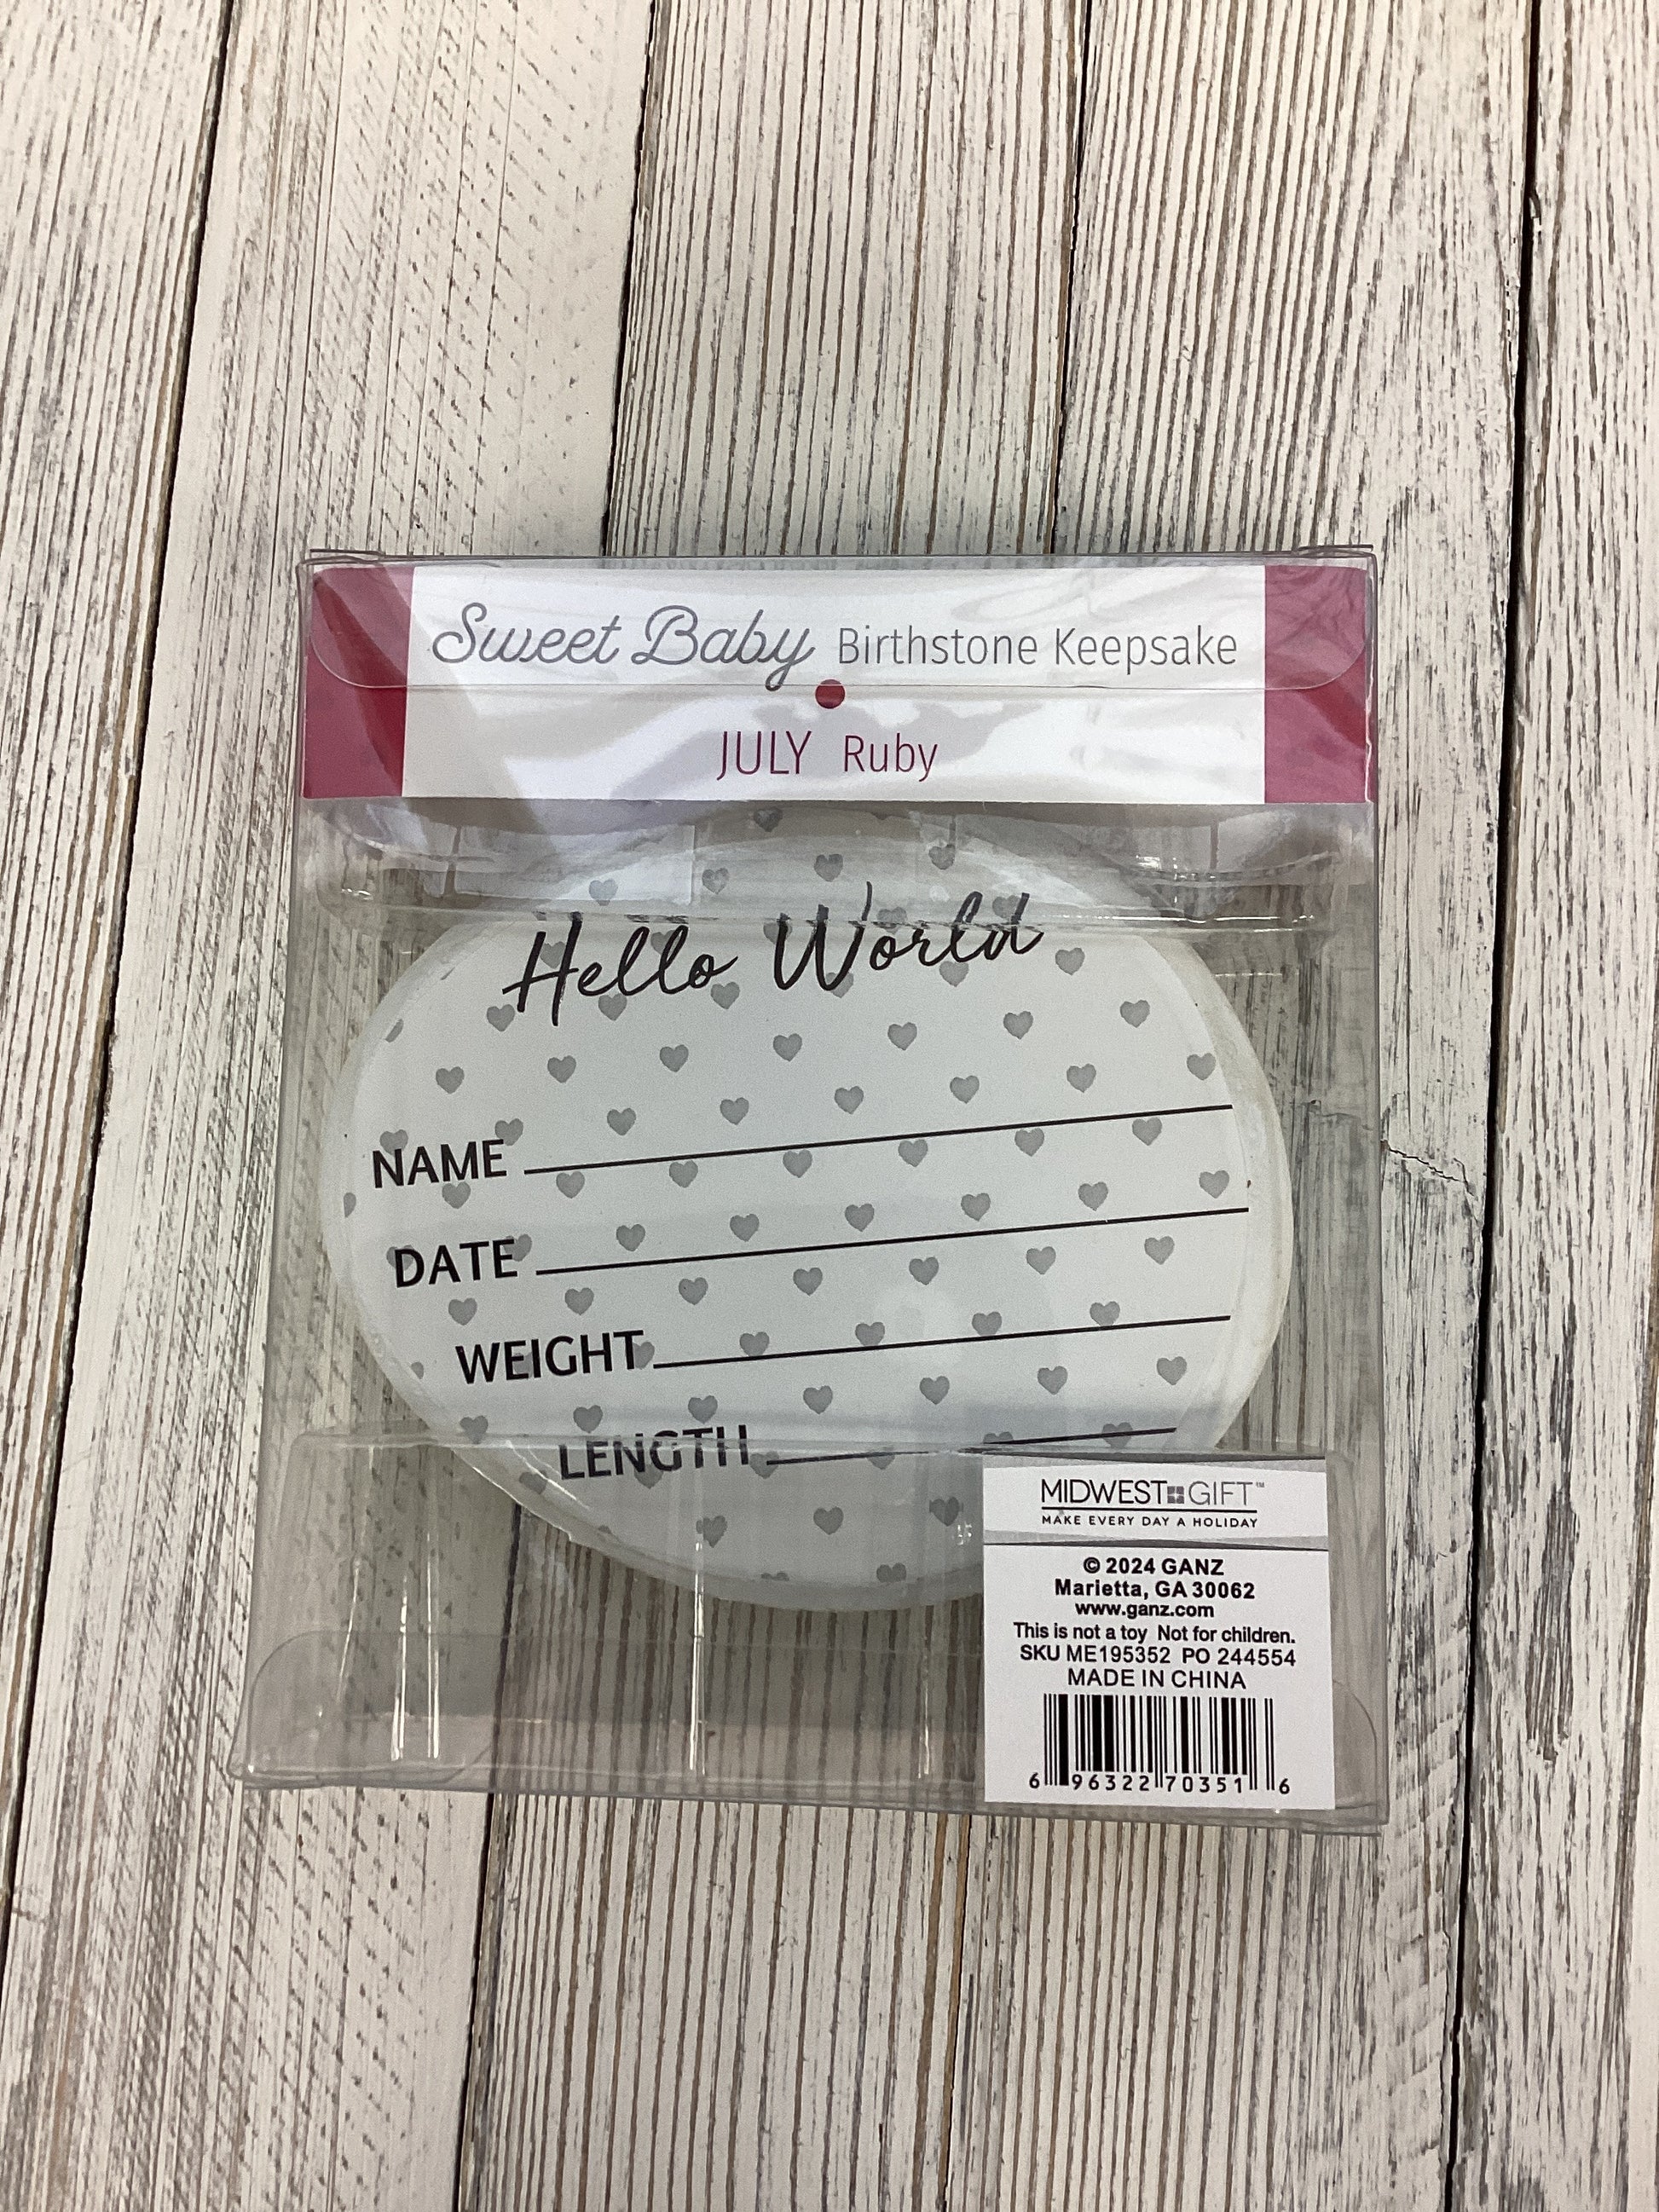 Sweet Baby Birthstone Keepsake
JULY Ruby
Hello World
NAME
DATE
WEIGHT
LENGTH
MIDWEST GIFT™
MAKE EVERY DAY A HOLIDAY
© 2024 GANZ
Marietta, GA 30062
www.ganz.com
This is not a toy Not for children.
SKU ME195352 PO 244554
MADE IN CHINA
6 96322 70351 6